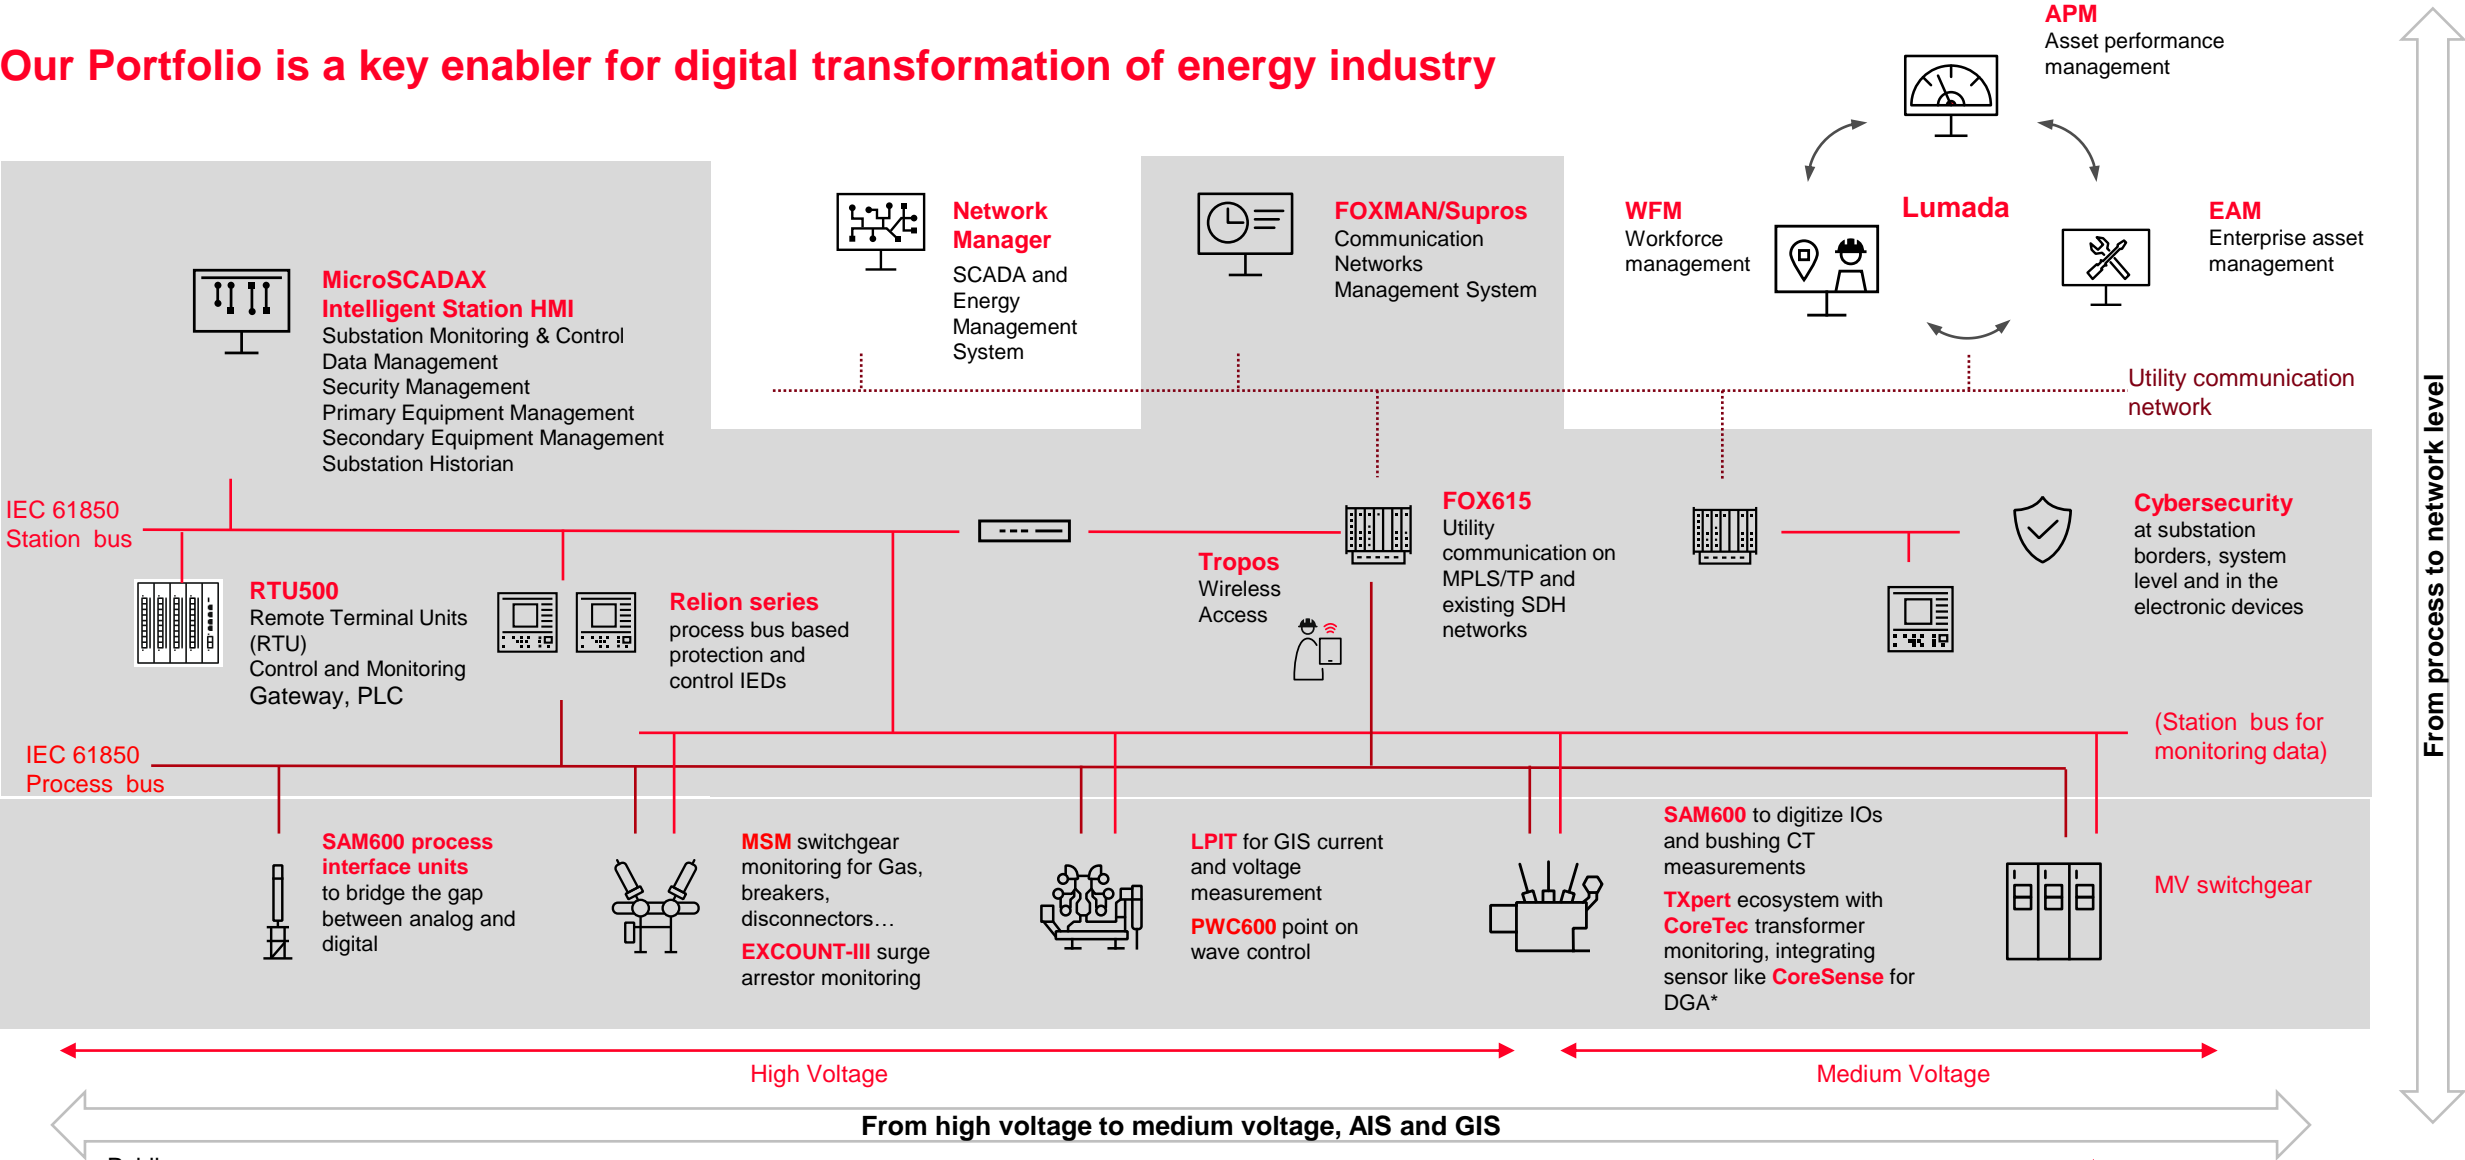 APM
Asset performance
management
Our Portfolio is a key enabler for digital transformation of energy industry
Network
Manager
SCADA and
Energy
Management
System
FOXMAN/Supros
Communication
Networks
Management System
WFM
Workforce
management
Lumada
EAM
Enterprise asset
management
MicroSCADAX
Intelligent Station HMI
Substation Monitoring & Control
Data Management
Security Management
Primary Equipment Management
Secondary Equipment Management
Substation Historian
Utility communication
network
IEC 61850
Station bus
RTU500
Remote Terminal Units
(RTU)
Control and Monitoring
Gateway, PLC
Relion series
process bus based
protection and
control IEDs
Tropos
Wireless
Access
FOX615
Utility
communication on
MPLS/TP and
existing SDH
networks
Cybersecurity
at substation
borders, system
level and in the
electronic devices
From process to network level
(Station bus for
monitoring data)
IEC 61850
Process bus
SAM600 process
interface units
to bridge the gap
between analog and
digital
MSM switchgear
monitoring for Gas,
breakers,
disconnectors…
EXCOUNT-III surge
arrestor monitoring
LPIT for GIS current
and voltage
measurement
PWC600 point on
wave control
SAM600 to digitize IOs
and bushing CT
measurements
TXpert ecosystem with
CoreTec transformer
monitoring, integrating
sensor like CoreSense for
DGA*
MV switchgear
High Voltage
Medium Voltage
From high voltage to medium voltage, AIS and GIS